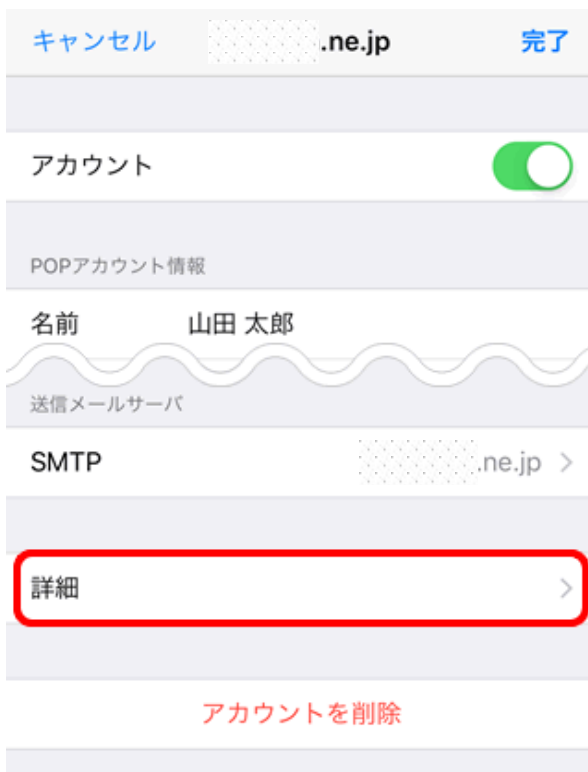 キャンセル .ne.jp 完了
アカウント
POPアカウント情報
名前 山田 太郎
送信メールサーバ
SMTP .ne.jp >
詳細 >
アカウントを削除